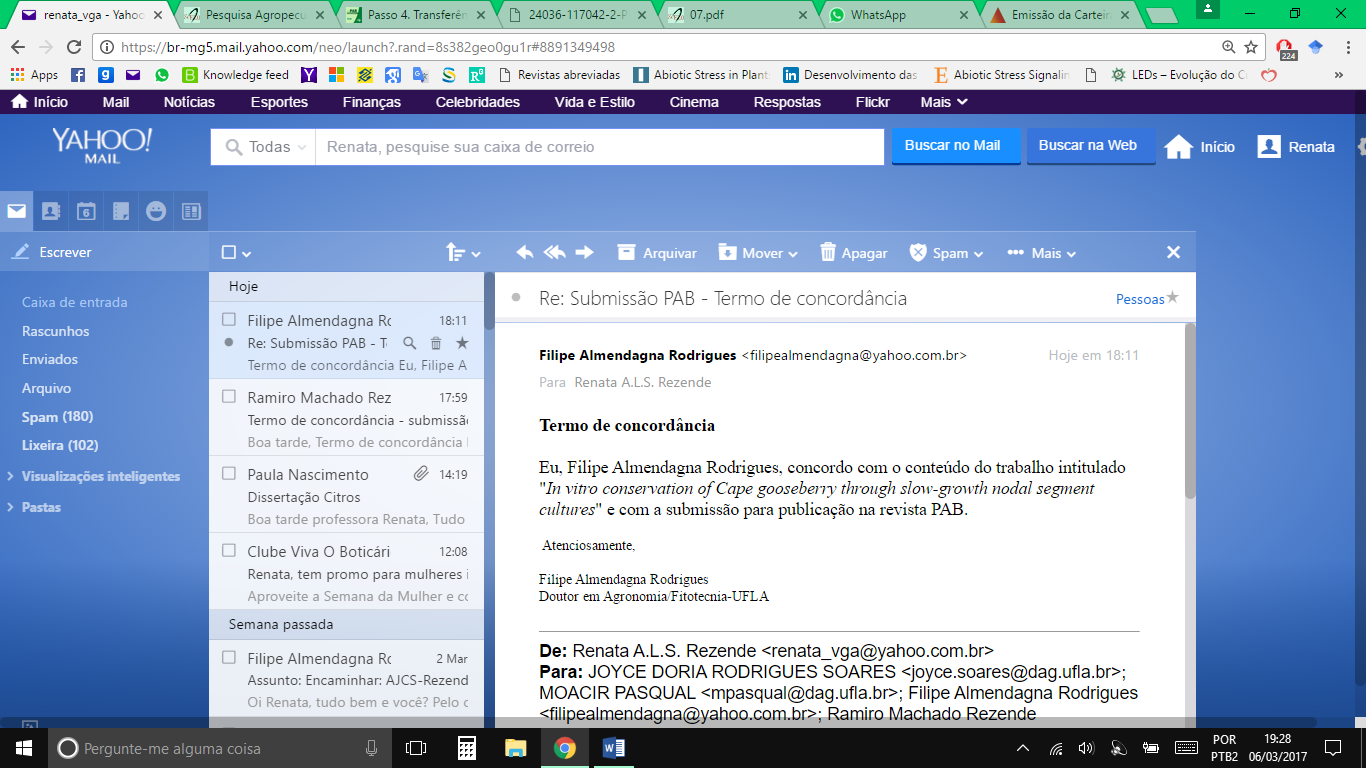 renata_vga - Yahoo
Pesquisa Agropecu
Passo 4. Transferên
24036-117042-2-P
07.pdf
WhatsApp
Emissão da Carteir
https://br-mg5.mail.yahoo.com/neo/launch?.rand=8s382geo0gu1r#8891349498
224
Apps
Knowledge feed
Revistas abreviadas
Abiotic Stress in Plant
Desenvolvimento das
Abiotic Stress Signalin
LEDs – Evolução do C
Início Mail Notícias Esportes Finanças Celebridades Vida e Estilo Cinema Respostas Flickr Mais
YAHOO!
MAIL
Todas
Renata, pesquise sua caixa de correio
Buscar no Mail
Buscar na Web
Início
Renata
6
Escrever
Arquivar Mover Apagar Spam Mais
Caixa de entrada
Rascunhos
Enviados
Arquivo
Spam (180)
Lixeira (102)
Visualizações inteligentes
Pastas
Hoje
Filipe Almendagna Ro 18:11
Re: Submissão PAB - T
Termo de concordância Eu, Filipe A
Ramiro Machado Rez 17:59
Termo de concordância - submissã
Boa tarde, Termo de concordância
Paula Nascimento 14:19
Dissertação Citros
Boa tarde professora Renata, Tudo
Clube Viva O Boticári 12:08
Renata, tem promo para mulheres i
Aproveite a Semana da Mulher e co
Semana passada
Filipe Almendagna Ro 2 Mar
Assunto: Encaminhar: AJCS-Rezend
Oi Renata, tudo bem e você? Pelo c
Re: Submissão PAB - Termo de concordância
Pessoas
Filipe Almendagna Rodrigues <filipealmendagna@yahoo.com.br> Hoje em 18:11
Para Renata A.L.S. Rezende
Termo de concordância
Eu, Filipe Almendagna Rodrigues, concordo com o conteúdo do trabalho intitulado
"In vitro conservation of Cape gooseberry through slow-growth nodal segment
cultures" e com a submissão para publicação na revista PAB.
Atenciosamente,
Filipe Almendagna Rodrigues
Doutor em Agronomia/Fitotecnia-UFLA
De: Renata A.L.S. Rezende <renata_vga@yahoo.com.br>
Para: JOYCE DORIA RODRIGUES SOARES <joyce.soares@dag.ufla.br>;
MOACIR PASQUAL <mpasqual@dag.ufla.br>; Filipe Almendagna Rodrigues
<filipealmendagna@yahoo.com.br>; Ramiro Machado Rezende
Pergunte-me alguma coisa
POR
PTB2
19:28
06/03/2017